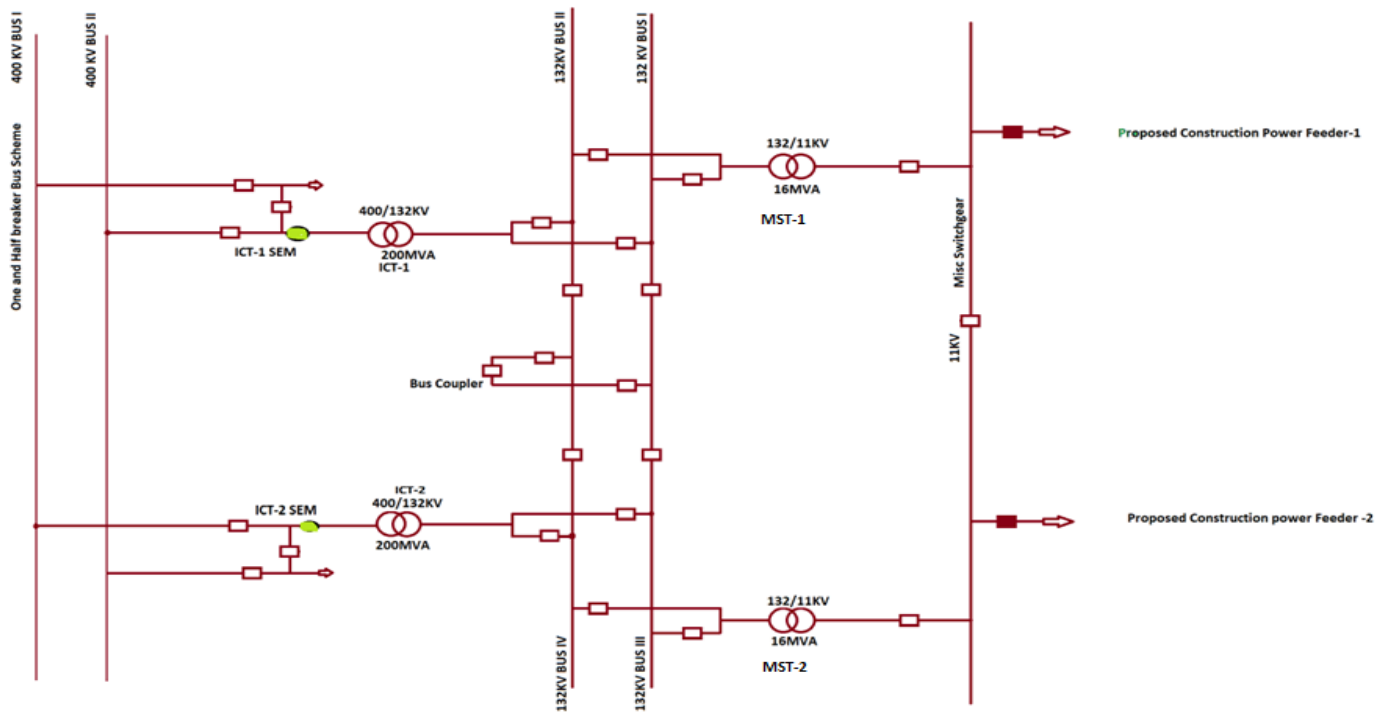 400 KV BUS I
400 KV BUS II
132KV BUS II
132 KV BUS I
One and Half breaker Bus Scheme
Proposed Construction Power Feeder-1
132/11KV
16MVA
MST-1
400/132KV
200MVA
ICT-1
ICT-1 SEM
Misc Switchgear
11KV
Bus Coupler
ICT-2
400/132KV
200MVA
ICT-2 SEM
Proposed Construction power Feeder -2
132/11KV
16MVA
MST-2
132KV BUS IV
132KV BUS III